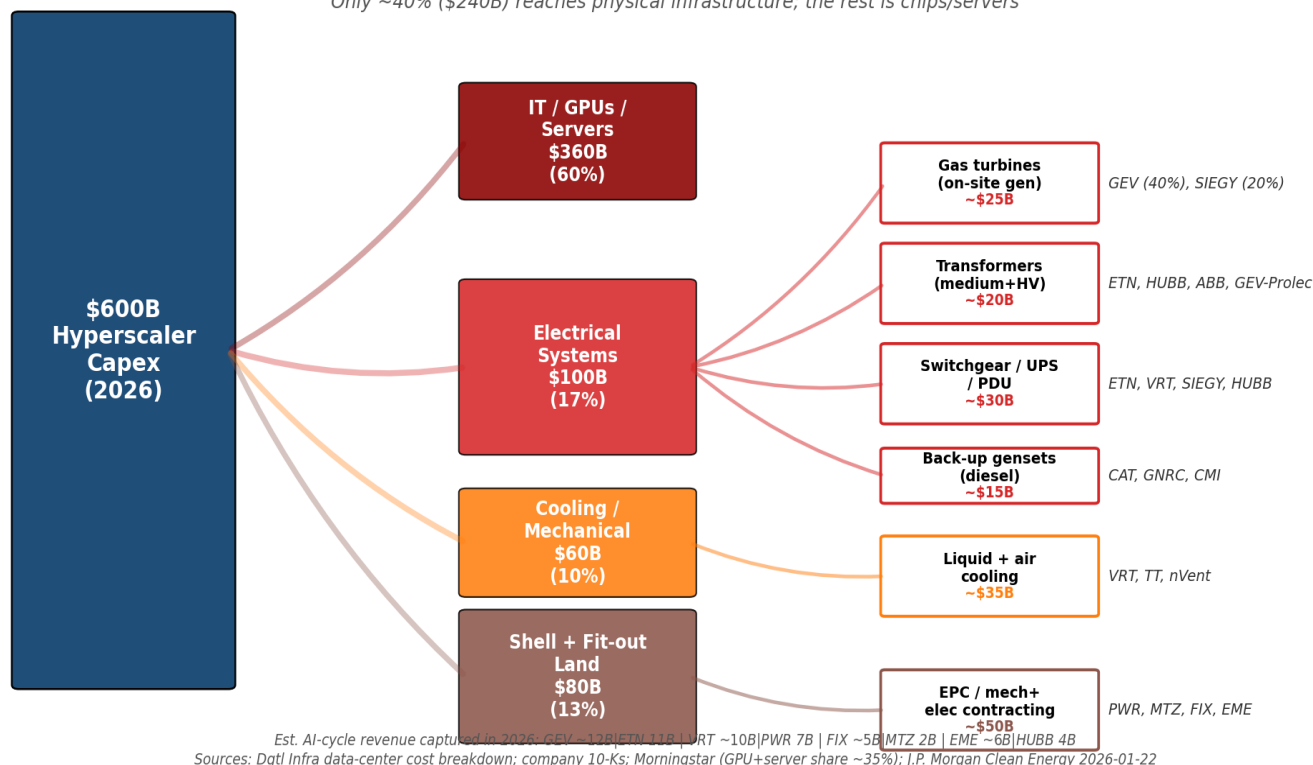 Only ~40% ($240B) reaches physical infrastructure; the rest is chips/servers
$600B
Hyperscaler
Capex
(2026)
IT / GPUs /
Servers
$360B
(60%)
Electrical
Systems
$100B
(17%)
Cooling /
Mechanical
$60B
(10%)
Shell + Fit-out
Land
$80B
(13%)
Gas turbines
(on-site gen)
~$25B
GEV (40%), SIEGY (20%)
Transformers
(medium+HV)
~$20B
ETN, HUBB, ABB, GEV-Prolec
Switchgear / UPS
/ PDU
~$30B
ETN, VRT, SIEGY, HUBB
Back-up gensets
(diesel)
~$15B
CAT, GNRC, CMI
Liquid + air
cooling
~$35B
VRT, TT, nVent
EPC / mech+
elec contracting
~$50B
PWR, MTZ, FIX, EME
Est. AI-cycle revenue captured in 2026: GEV ~12B|ETN 11B | VRT ~10B|PWR 7B | FIX ~5B|MTZ 2B | EME ~6B|HUBB 4B
Sources: Dgtl Infra data-center cost breakdown; company 10-Ks; Morningstar (GPU+server share ~35%); J.P. Morgan Clean Energy 2026-01-22